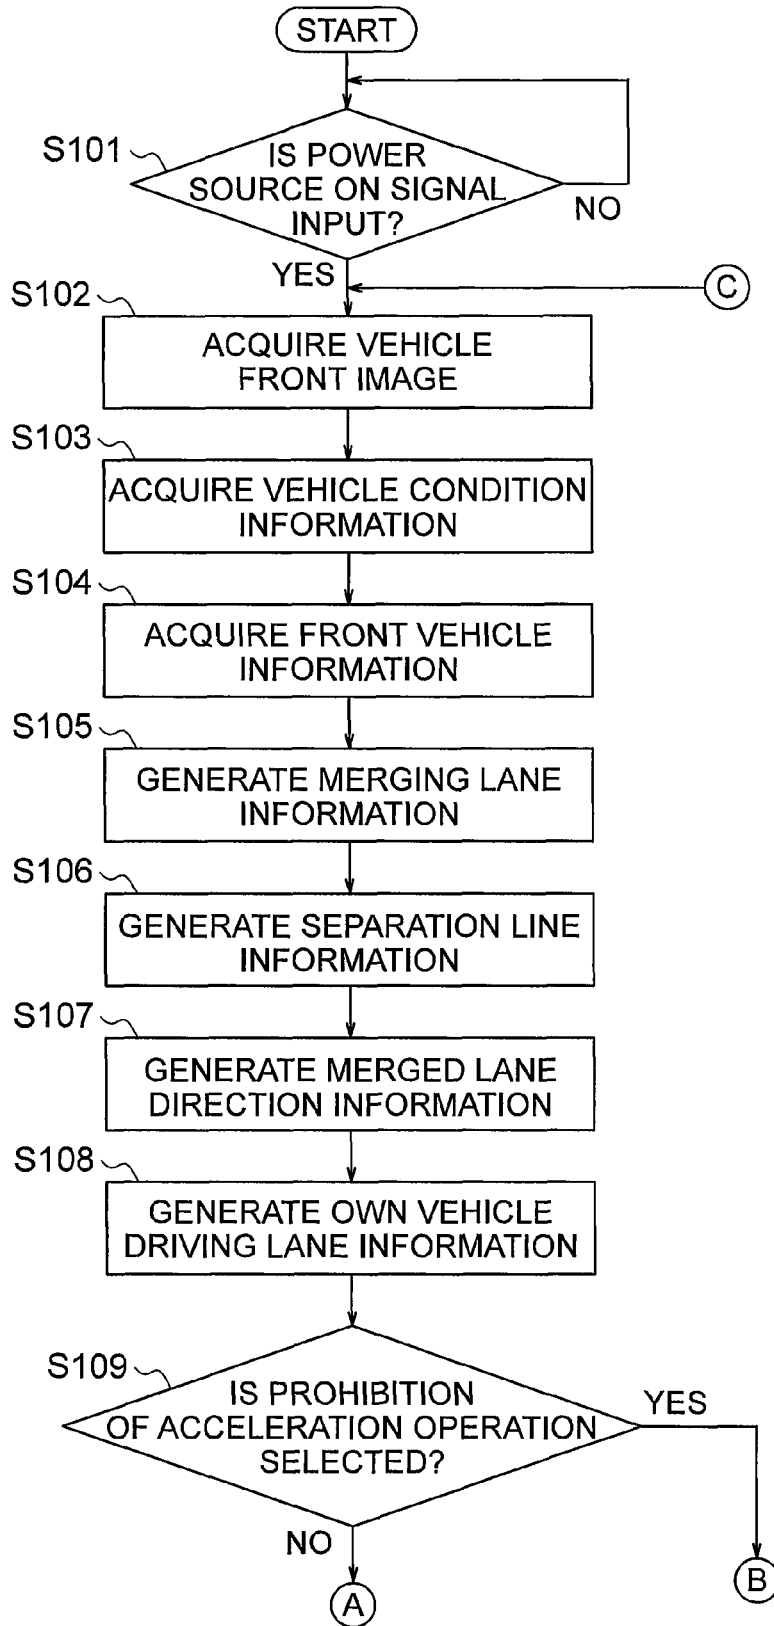 START
S101
IS POWER
SOURCE ON SIGNAL
INPUT?
NO
YES
C
S102
ACQUIRE VEHICLE
FRONT IMAGE
S103
ACQUIRE VEHICLE CONDITION
INFORMATION
S104
ACQUIRE FRONT VEHICLE
INFORMATION
S105
GENERATE MERGING LANE
INFORMATION
S106
GENERATE SEPARATION LINE
INFORMATION
S107
GENERATE MERGED LANE
DIRECTION INFORMATION
S108
GENERATE OWN VEHICLE
DRIVING LANE INFORMATION
S109
IS PROHIBITION
OF ACCELERATION OPERATION
SELECTED?
YES
NO
B
A